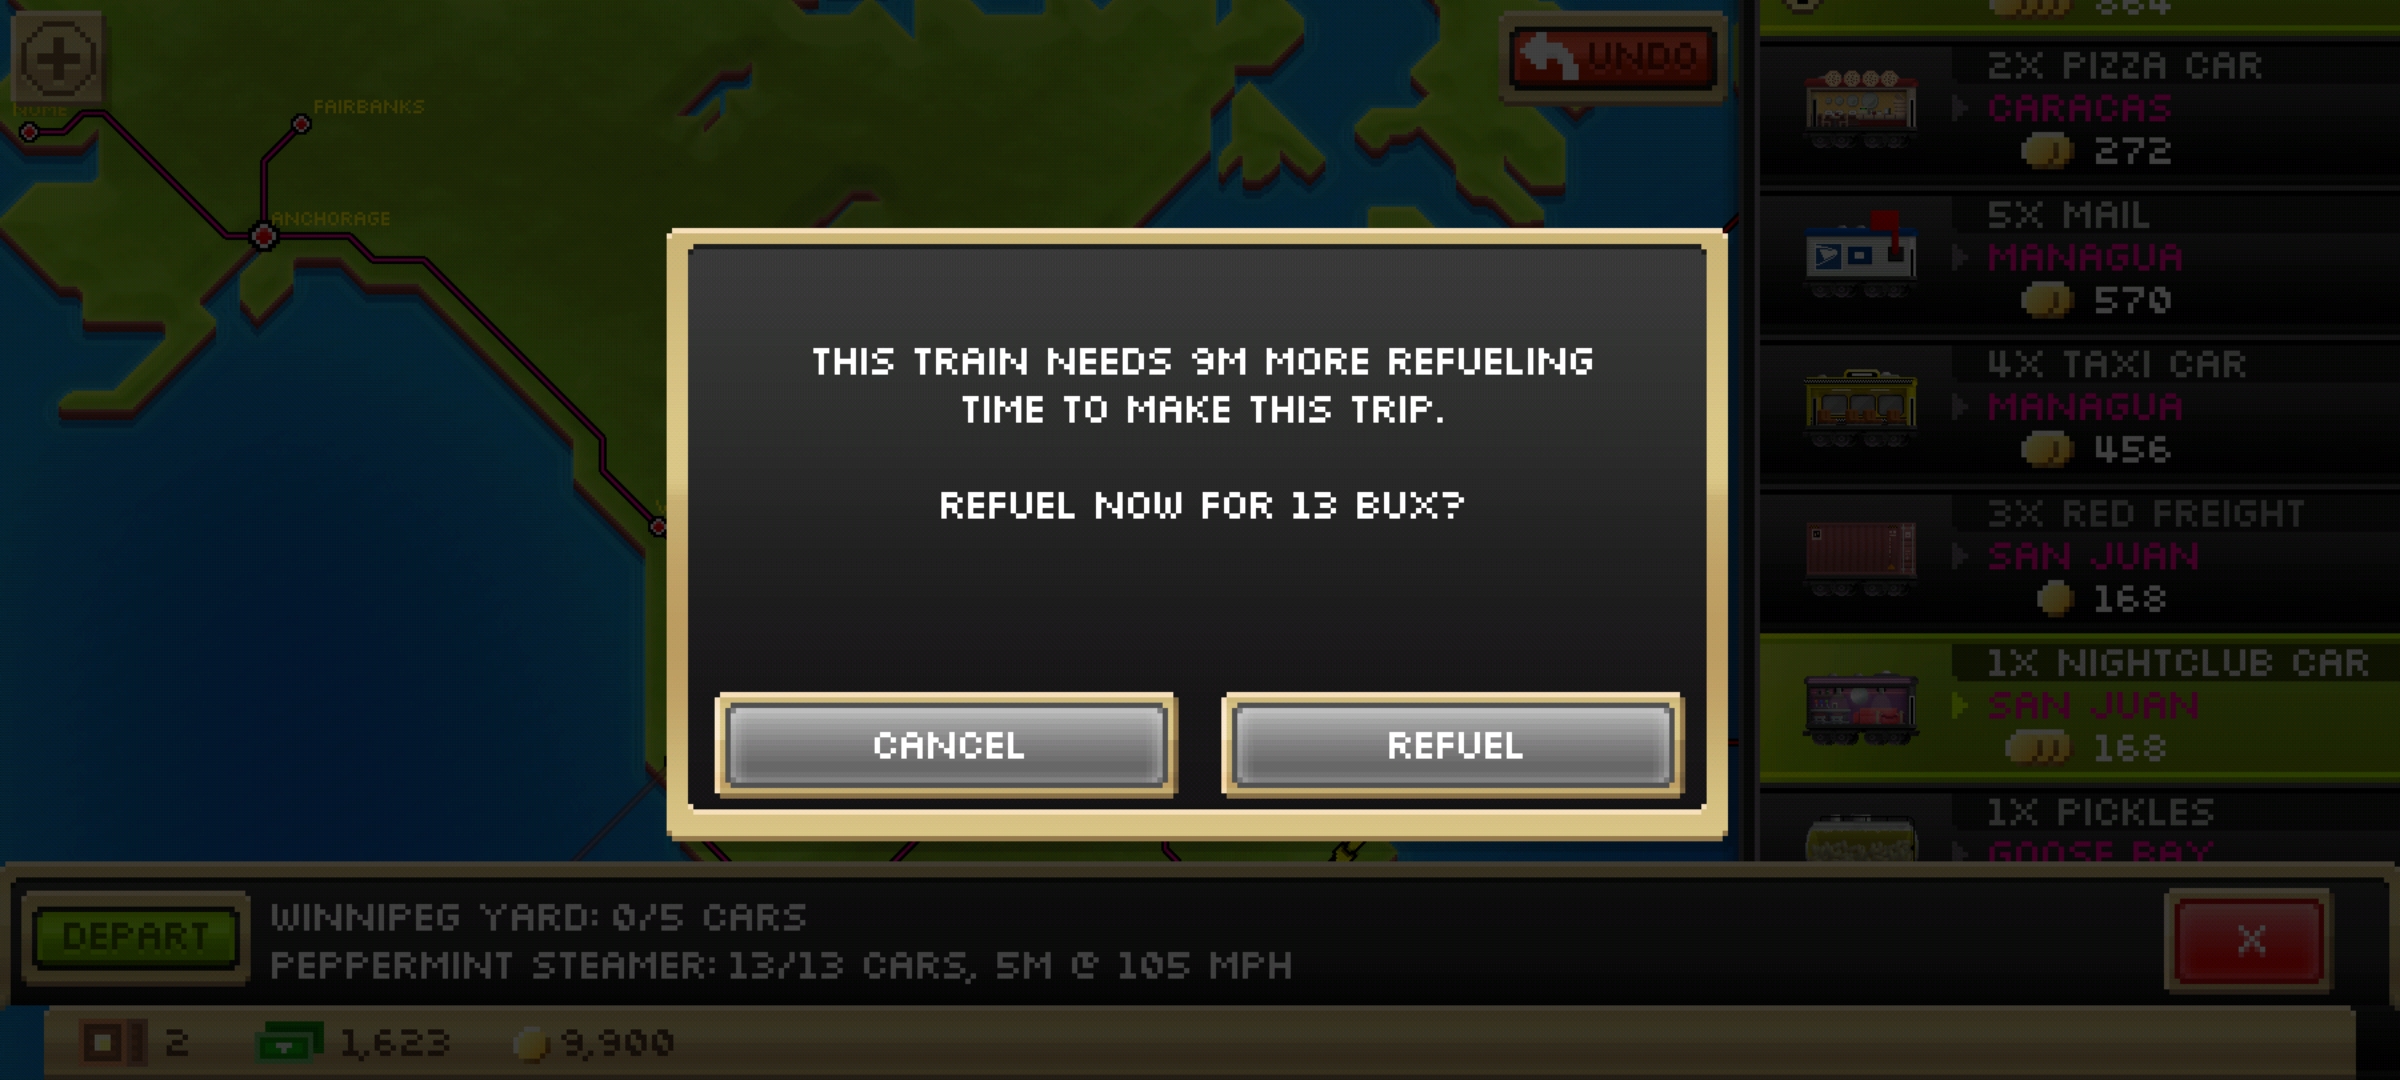 864
UNDO
2X PIZZA CAR
CARACAS
272
NOME
FAIRBANKS
5X MAIL
MANAGUA
570
ANCHORAGE
4X TAXI CAR
MANAGUA
456
THIS TRAIN NEEDS 9M MORE REFUELING
TIME TO MAKE THIS TRIP.
REFUEL NOW FOR 13 BUX?
3X RED FREIGHT
SAN JUAN
168
1X NIGHTCLUB CAR
SAN JUAN
168
CANCEL
REFUEL
1X PICKLES
GOOSE BAY
DEPART
WINNIPEG YARD: 0/5 CARS
PEPPERMINT STEAMER: 13/13 CARS, 5M @ 105 MPH
X
2
1,623
9,900